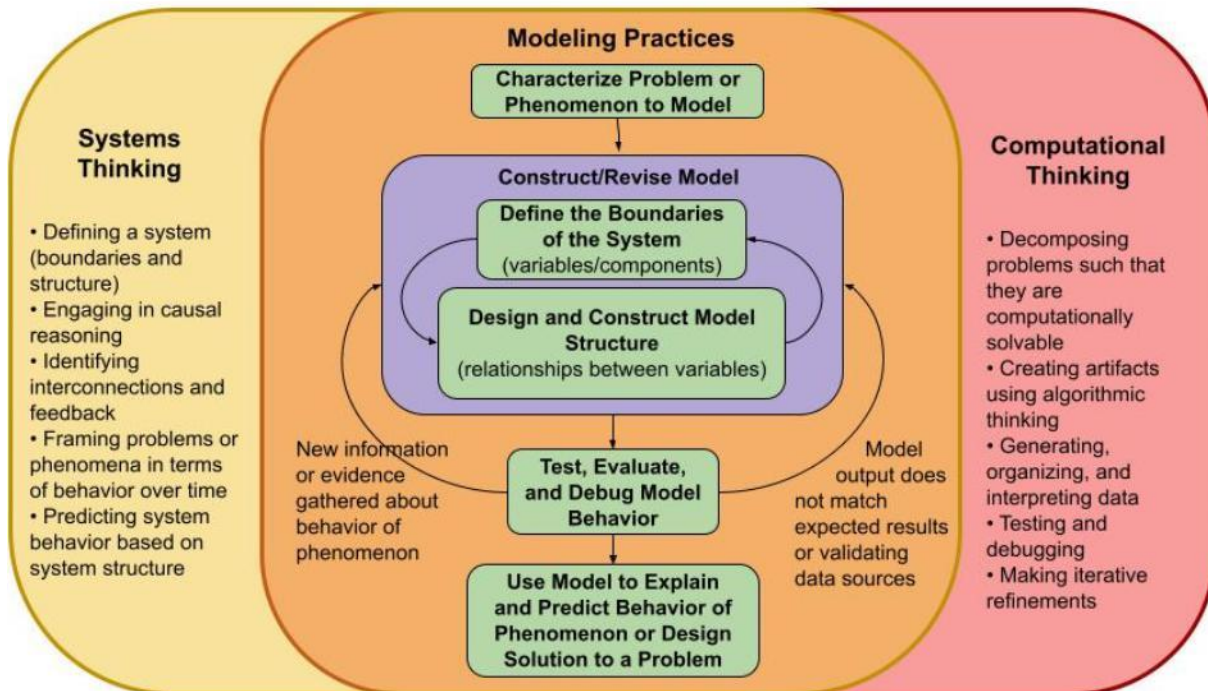 Modeling Practices
Characterize Problem or
Phenomenon to Model
Systems
Thinking
• Defining a system
(boundaries and
structure)
• Engaging in causal
reasoning
• Identifying
interconnections and
feedback
• Framing problems or
phenomena in terms
of behavior over time
• Predicting system
behavior based on
system structure
Construct/Revise Model
Define the Boundaries
of the System
(variables/components)
Design and Construct Model
Structure
(relationships between variables)
New information
or evidence
gathered about
behavior of
phenomenon
Test, Evaluate,
and Debug Model
Behavior
Model
output does
not match
expected results
or validating
data sources
Use Model to Explain
and Predict Behavior of
Phenomenon or Design
Solution to a Problem
Computational
Thinking
• Decomposing
problems such that
they are
computationally
solvable
• Creating artifacts
using algorithmic
thinking
• Generating,
organizing, and
interpreting data
• Testing and
debugging
• Making iterative
refinements